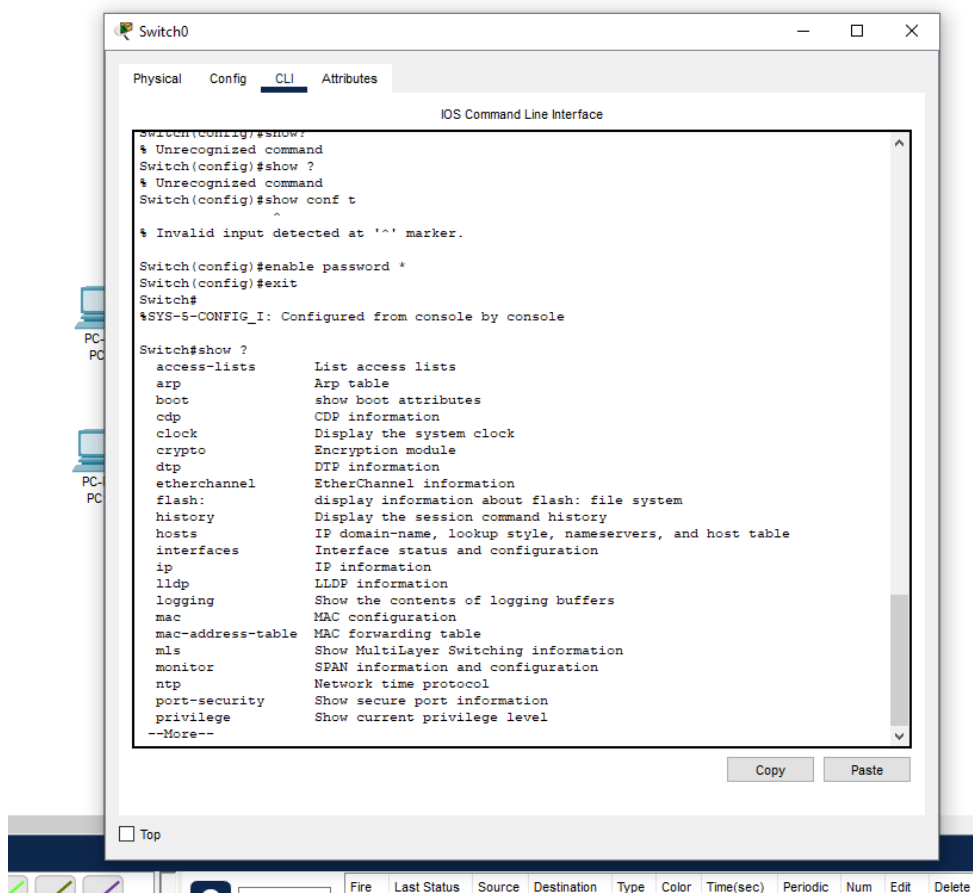 Switch0
Physical Config CLI Attributes
IOS Command Line Interface
Switch(config)#show?
% Unrecognized command
Switch(config)#show ?
% Unrecognized command
Switch(config)#show conf t
^
% Invalid input detected at '^' marker.
Switch(config)#enable password *
Switch(config)#exit
Switch#
%SYS-5-CONFIG_I: Configured from console by console
Switch#show ?
access-lists List access lists
arp Arp table
boot show boot attributes
cdp CDP information
clock Display the system clock
crypto Encryption module
dtp DTP information
etherchannel EtherChannel information
flash: display information about flash: file system
history Display the session command history
hosts IP domain-name, lookup style, nameservers, and host table
interfaces Interface status and configuration
ip IP information
lldp LLDP information
logging Show the contents of logging buffers
mac MAC configuration
mac-address-table MAC forwarding table
mls Show MultiLayer Switching information
monitor SPAN information and configuration
ntp Network time protocol
port-security Show secure port information
privilege Show current privilege level
--More--
Copy Paste
Top
PC-
PC
PC-
PC
Fire Last Status Source Destination Type Color Time(sec) Periodic Num Edit Delete